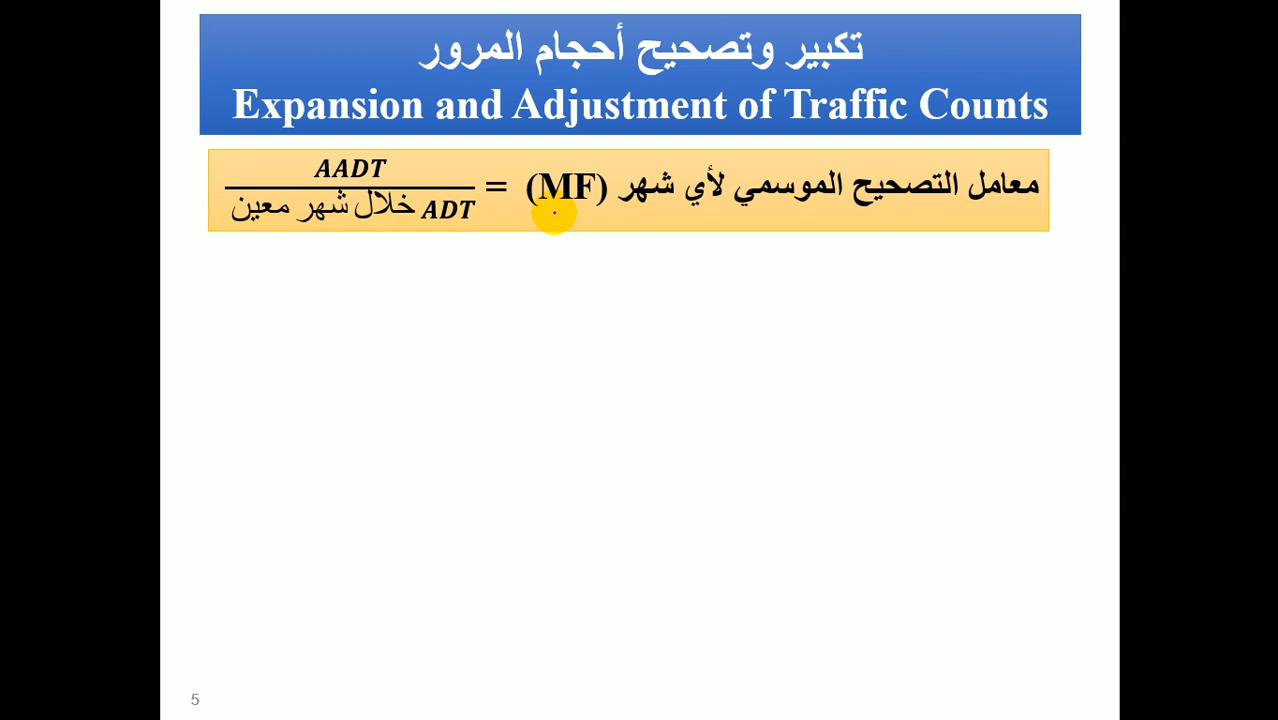 تكبير وتصحيح أحجام المرور
Expansion and Adjustment of Traffic Counts
معامل التصحيح الموسمي لأي شهر (MF) = AADT
ADT خلال شهر معين
5